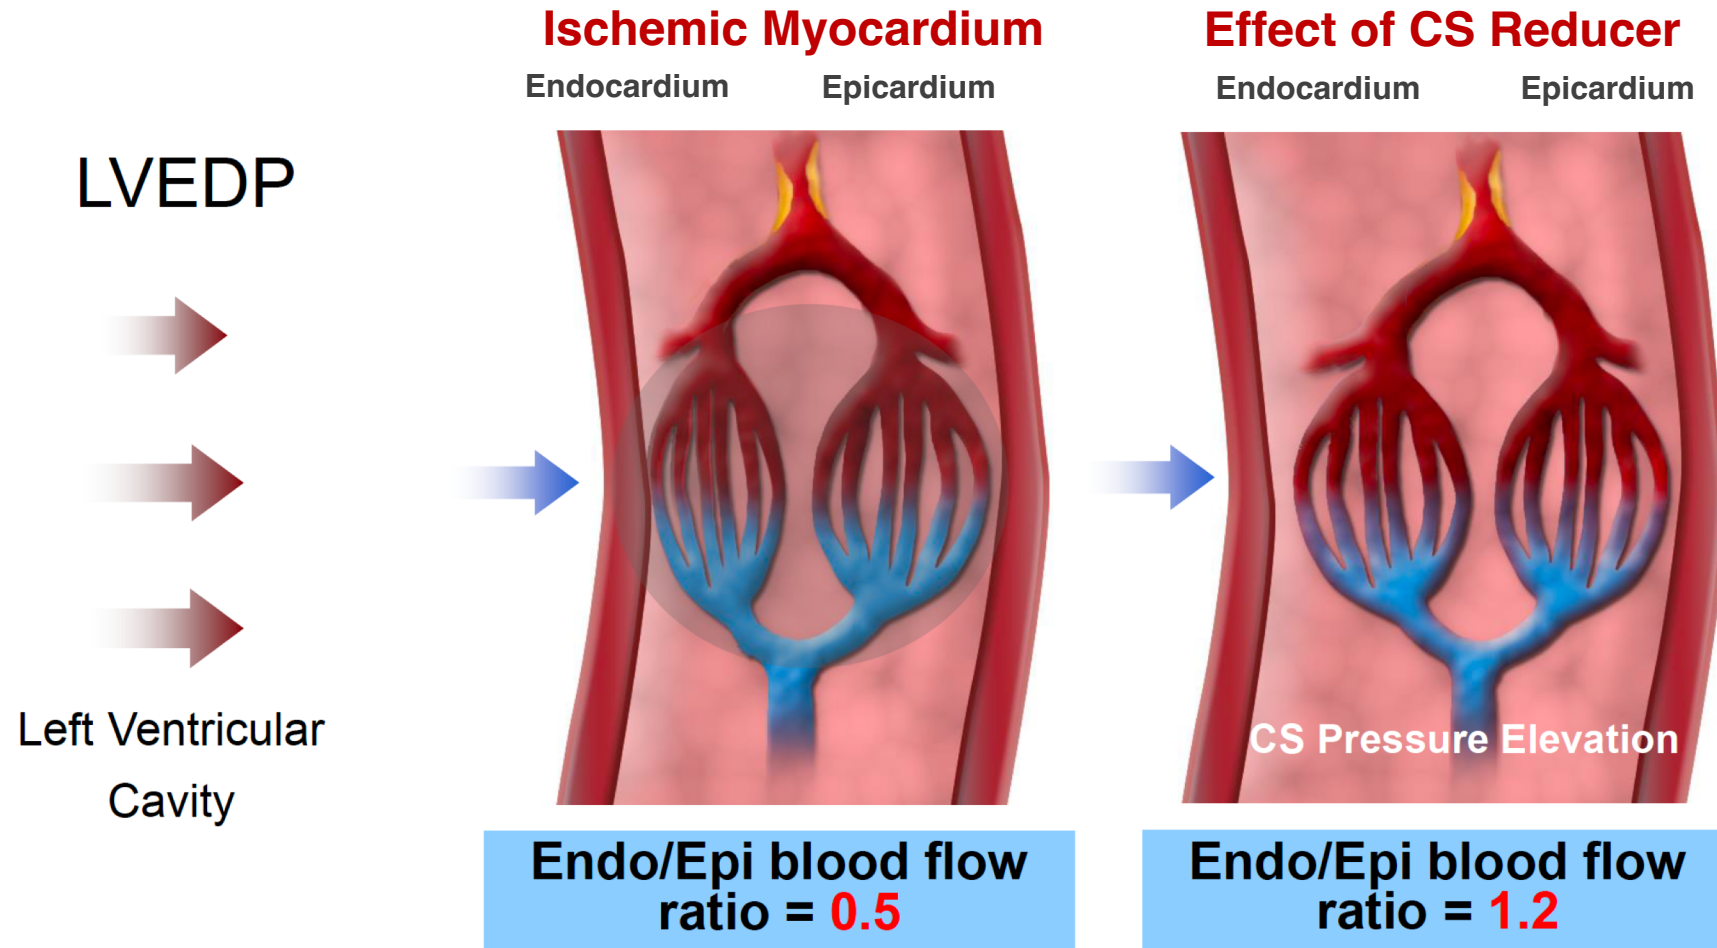 Ischemic Myocardium
Endocardium
Epicardium
Effect of CS Reducer
Endocardium
Epicardium
LVEDP
Left Ventricular
Cavity
CS Pressure Elevation
Endo/Epi blood flow
ratio = 0.5
Endo/Epi blood flow
ratio = 1.2